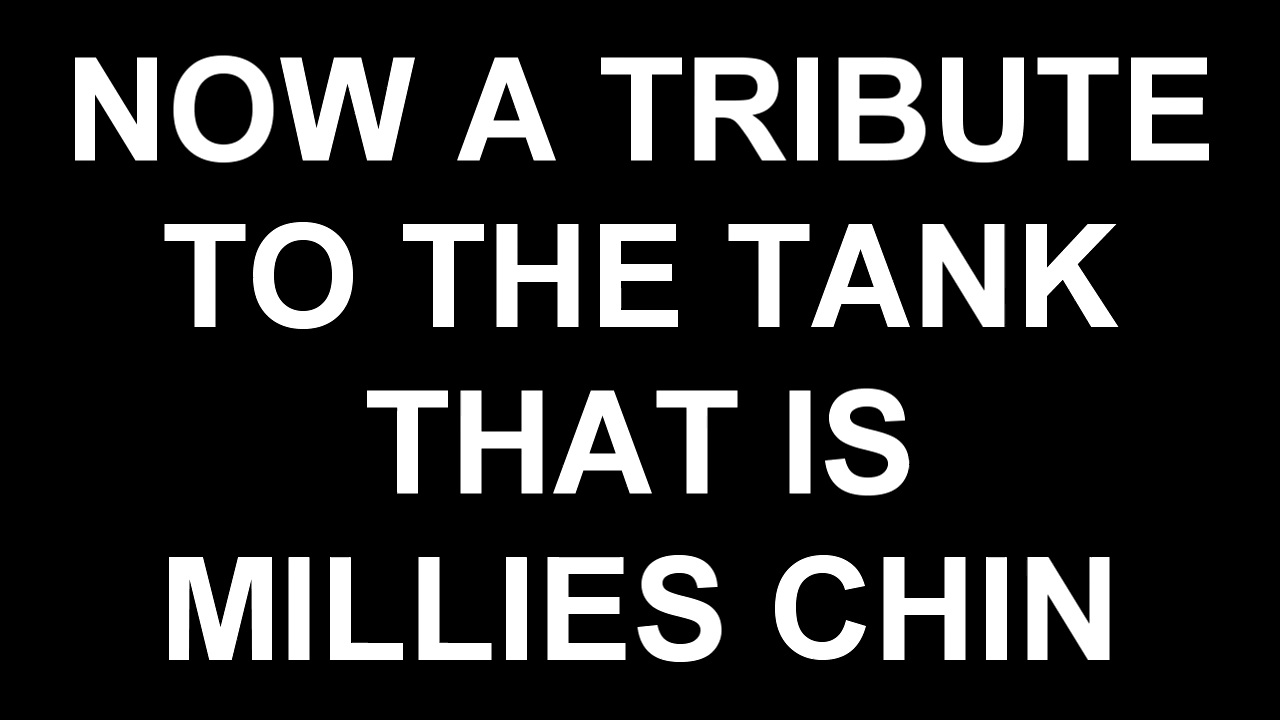 NOW A TRIBUTE
TO THE TANK
THAT IS
MILLIES CHIN